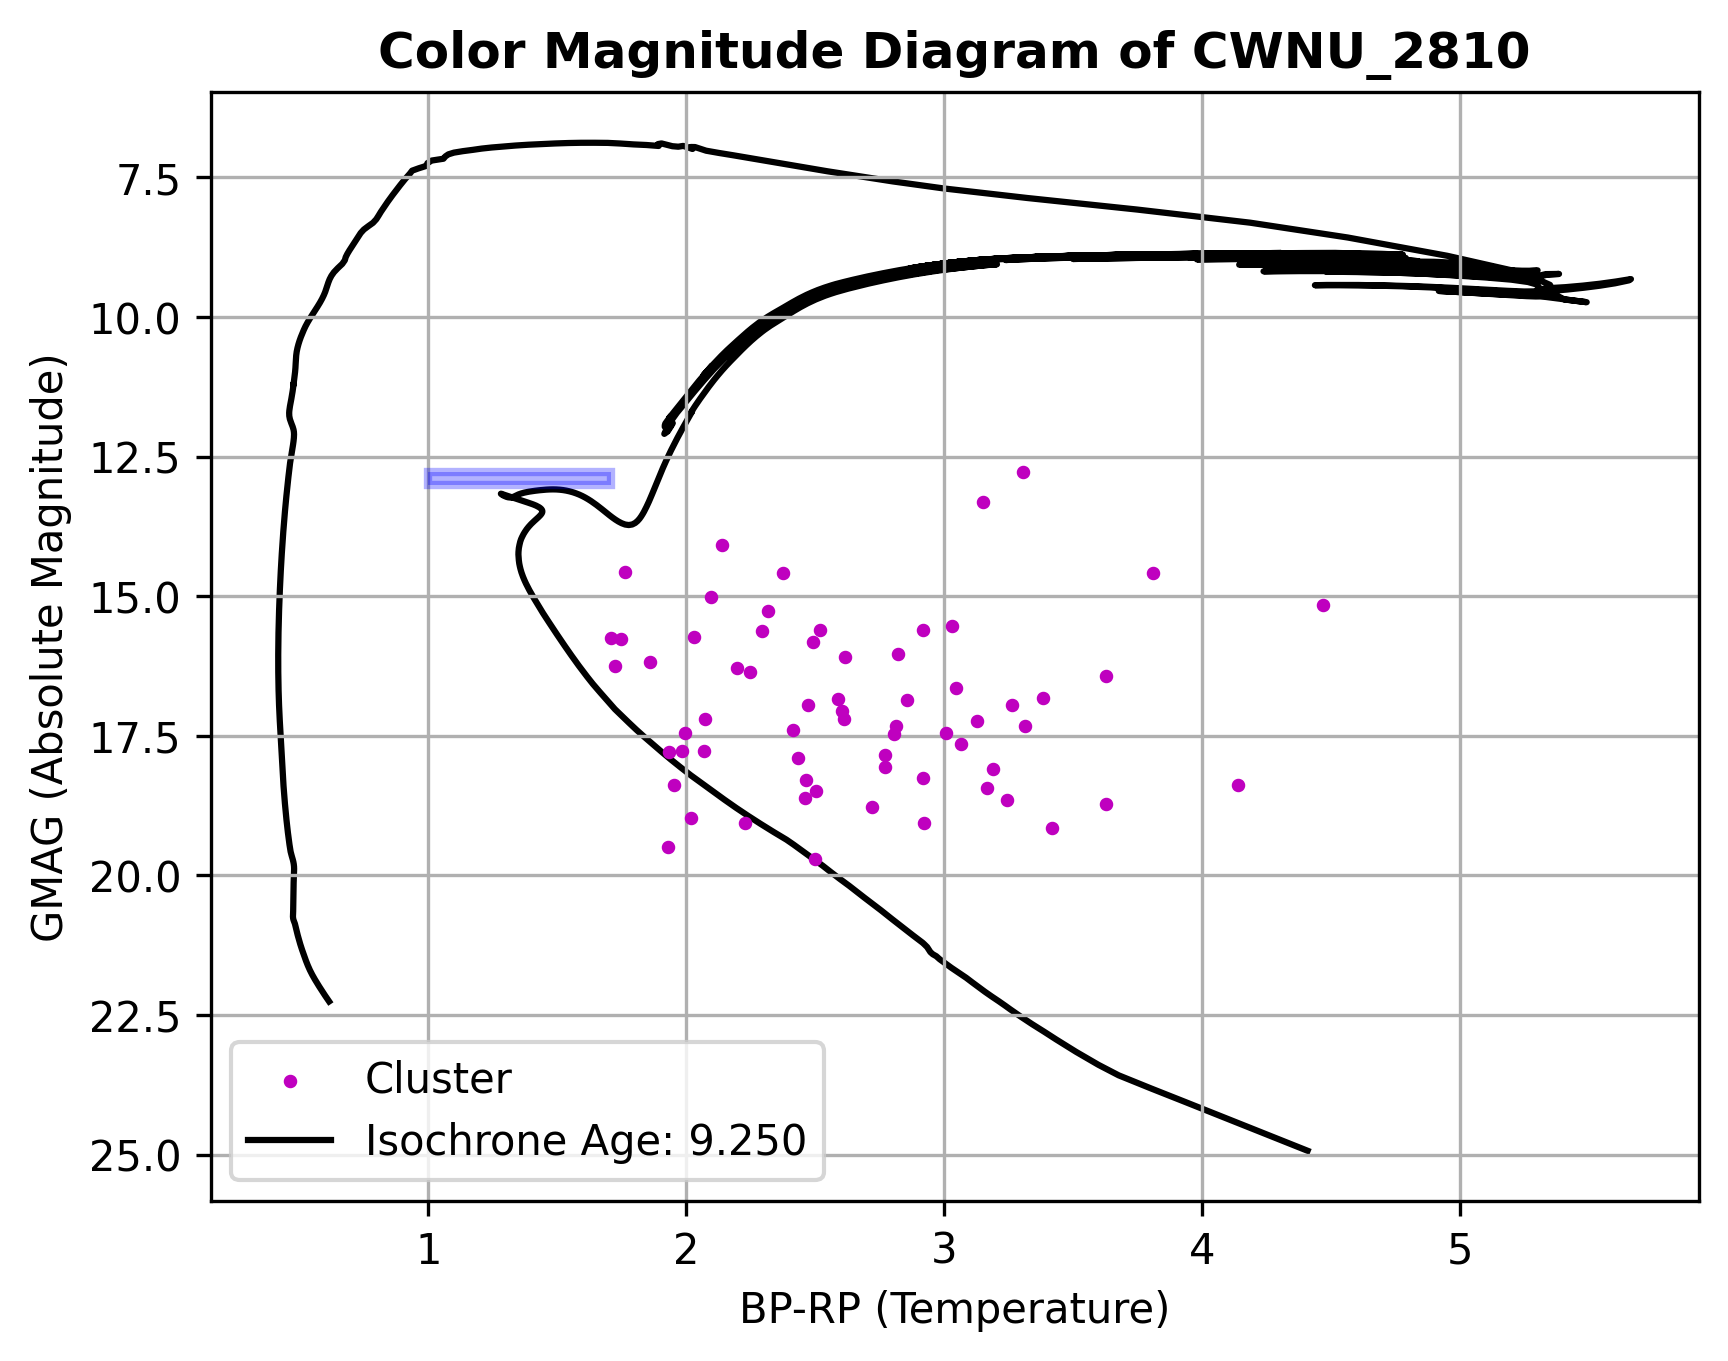 Color Magnitude Diagram of CWNU_2810
GMAG (Absolute Magnitude)
7.5
10.0
12.5
15.0
17.5
20.0
22.5
25.0
Cluster
Isochrone Age: 9.250
1 2 3 4 5
BP-RP (Temperature)